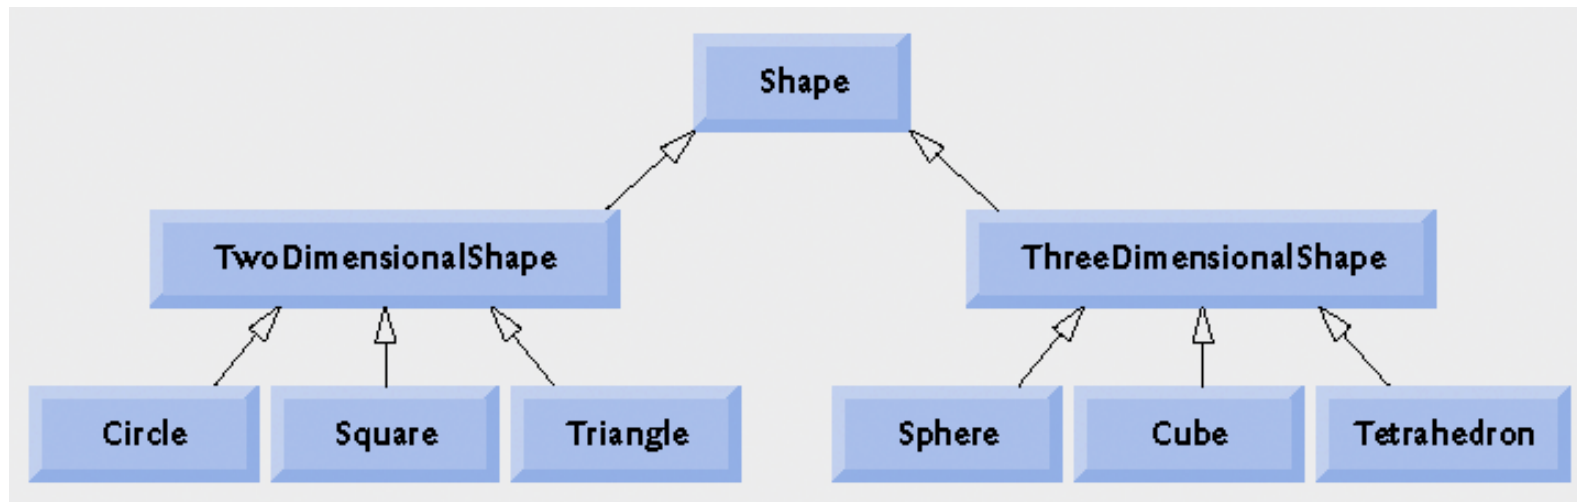 Shape
TwoDimensionalShape
ThreeDimensionalShape
Circle
Square
Triangle
Sphere
Cube
Tetrahedron